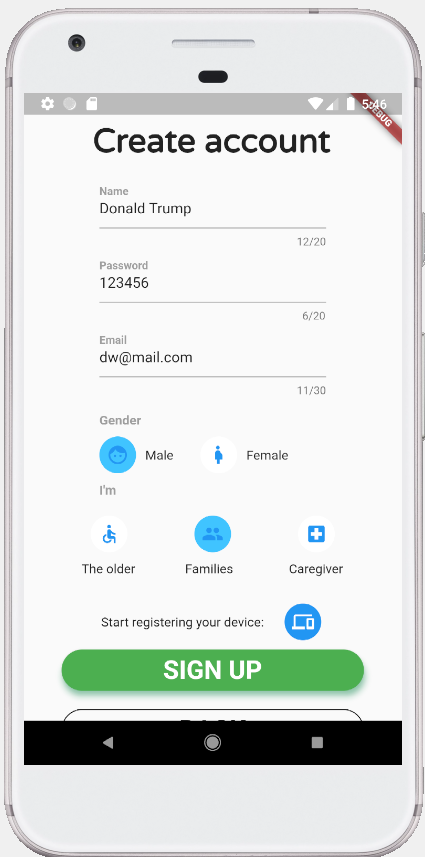 5:46
DEBUG
Create account
Name
Donald Trump
12/20
Password
123456
6/20
Email
dw@mail.com
11/30
Gender
Male Female
I'm
The older Families Caregiver
Start registering your device:
SIGN UP